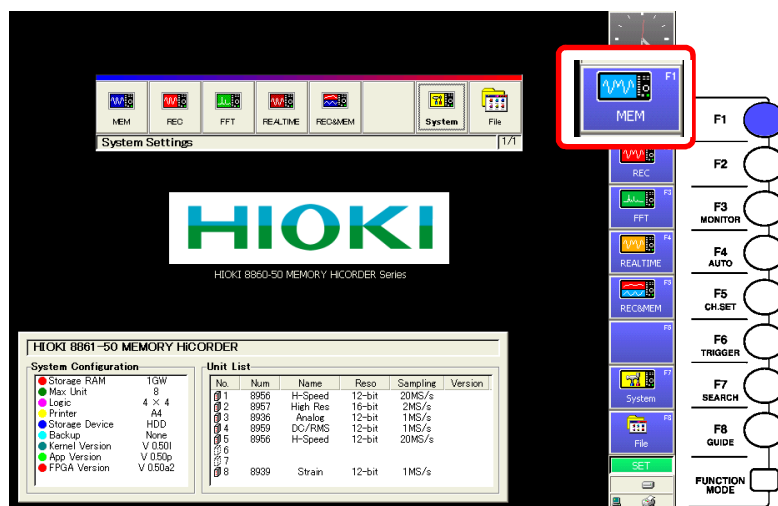 MEM REC FFT REALTIME REC&MEM System File
System Settings 1/1
HIOKI
HIOKI 8860-50 MEMORY HiCORDER Series
HIOKI 8861-50 MEMORY HiCORDER
System Configuration
Storage RAM 1GW
Max Unit 8
Logic 4 × 4
Printer A4
Storage Device HDD
Backup None
Kernel Version V 0.50l
App Version V 0.50p
FPGA Version V 0.50a2
Unit List
No. Num Name Reso Sampling Version
1 8956 H-Speed 12-bit 20MS/s
2 8957 High Res 16-bit 2MS/s
3 8936 Analog 12-bit 1MS/s
4 8959 DC/RMS 12-bit 1MS/s
5 8956 H-Speed 12-bit 20MS/s
6
7
8 8939 Strain 12-bit 1MS/s
F1
MEM
REC
F3
FFT
F4
REALTIME
REC&MEM
F7
System
File
SET
F1
F2
F3
MONITOR
F4
AUTO
F5
CH.SET
F6
TRIGGER
F7
SEARCH
F8
GUIDE
FUNCTION
MODE